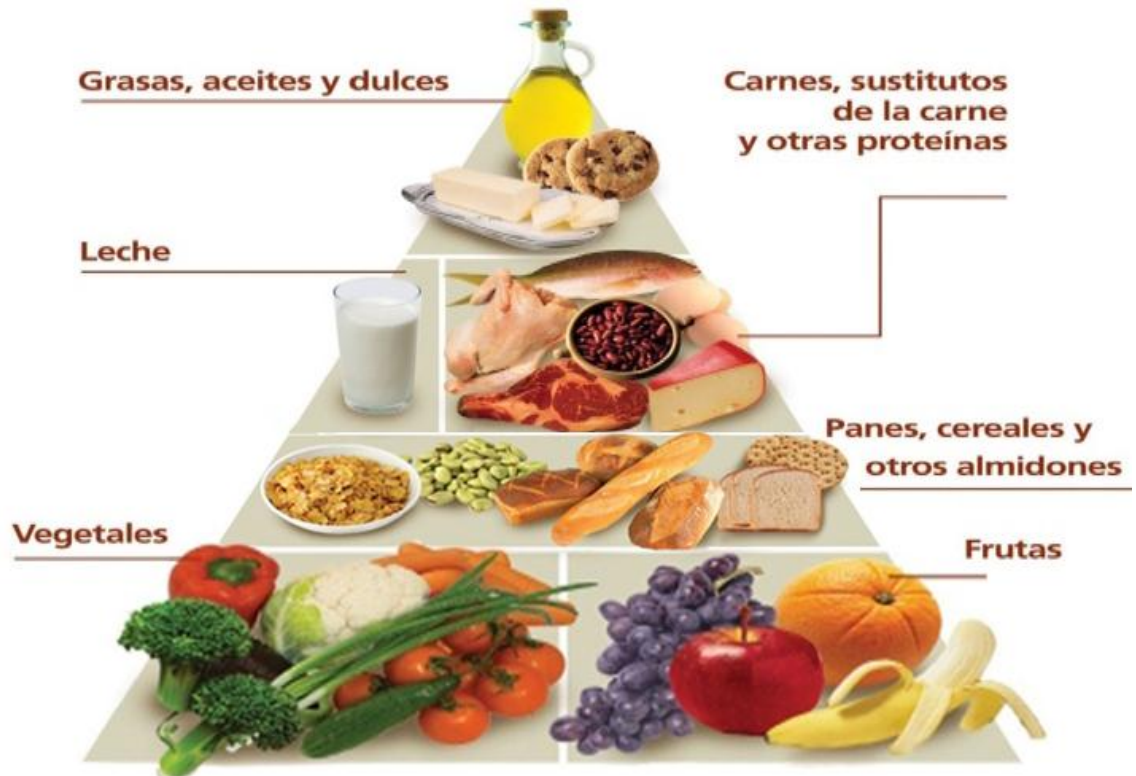 Grasas, aceites y dulces
Carnes, sustitutos
de la carne
y otras proteínas
Leche
Panes, cereales y
otros almidones
Vegetales
Frutas